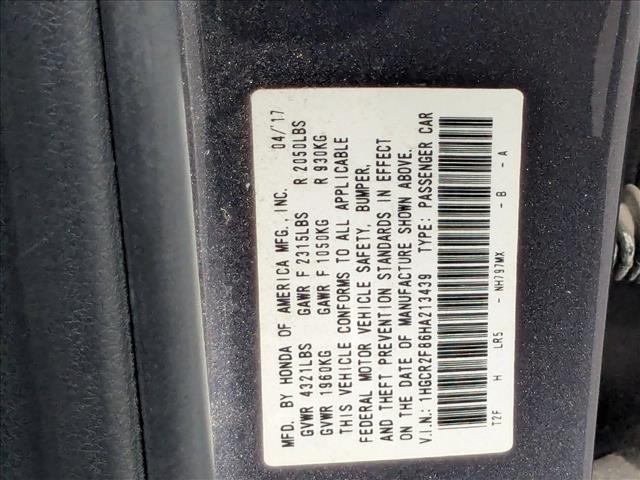 MFD. BY HONDA OF AMERICA MFG., INC. 04/17
GVWR 4321LBS GAWR F 2315LBS R 2050LBS
GVWR 1960KG GAWR F 1050KG R 930KG
THIS VEHICLE CONFORMS TO ALL APPLICABLE
FEDERAL MOTOR VEHICLE SAFETY, BUMPER,
AND THEFT PREVENTION STANDARDS IN EFFECT
ON THE DATE OF MANUFACTURE SHOWN ABOVE.
V.I.N.: 1HGCR2F86HA213439 TYPE: PASSENGER CAR
T2F H LR5 - NH797MX - B - A